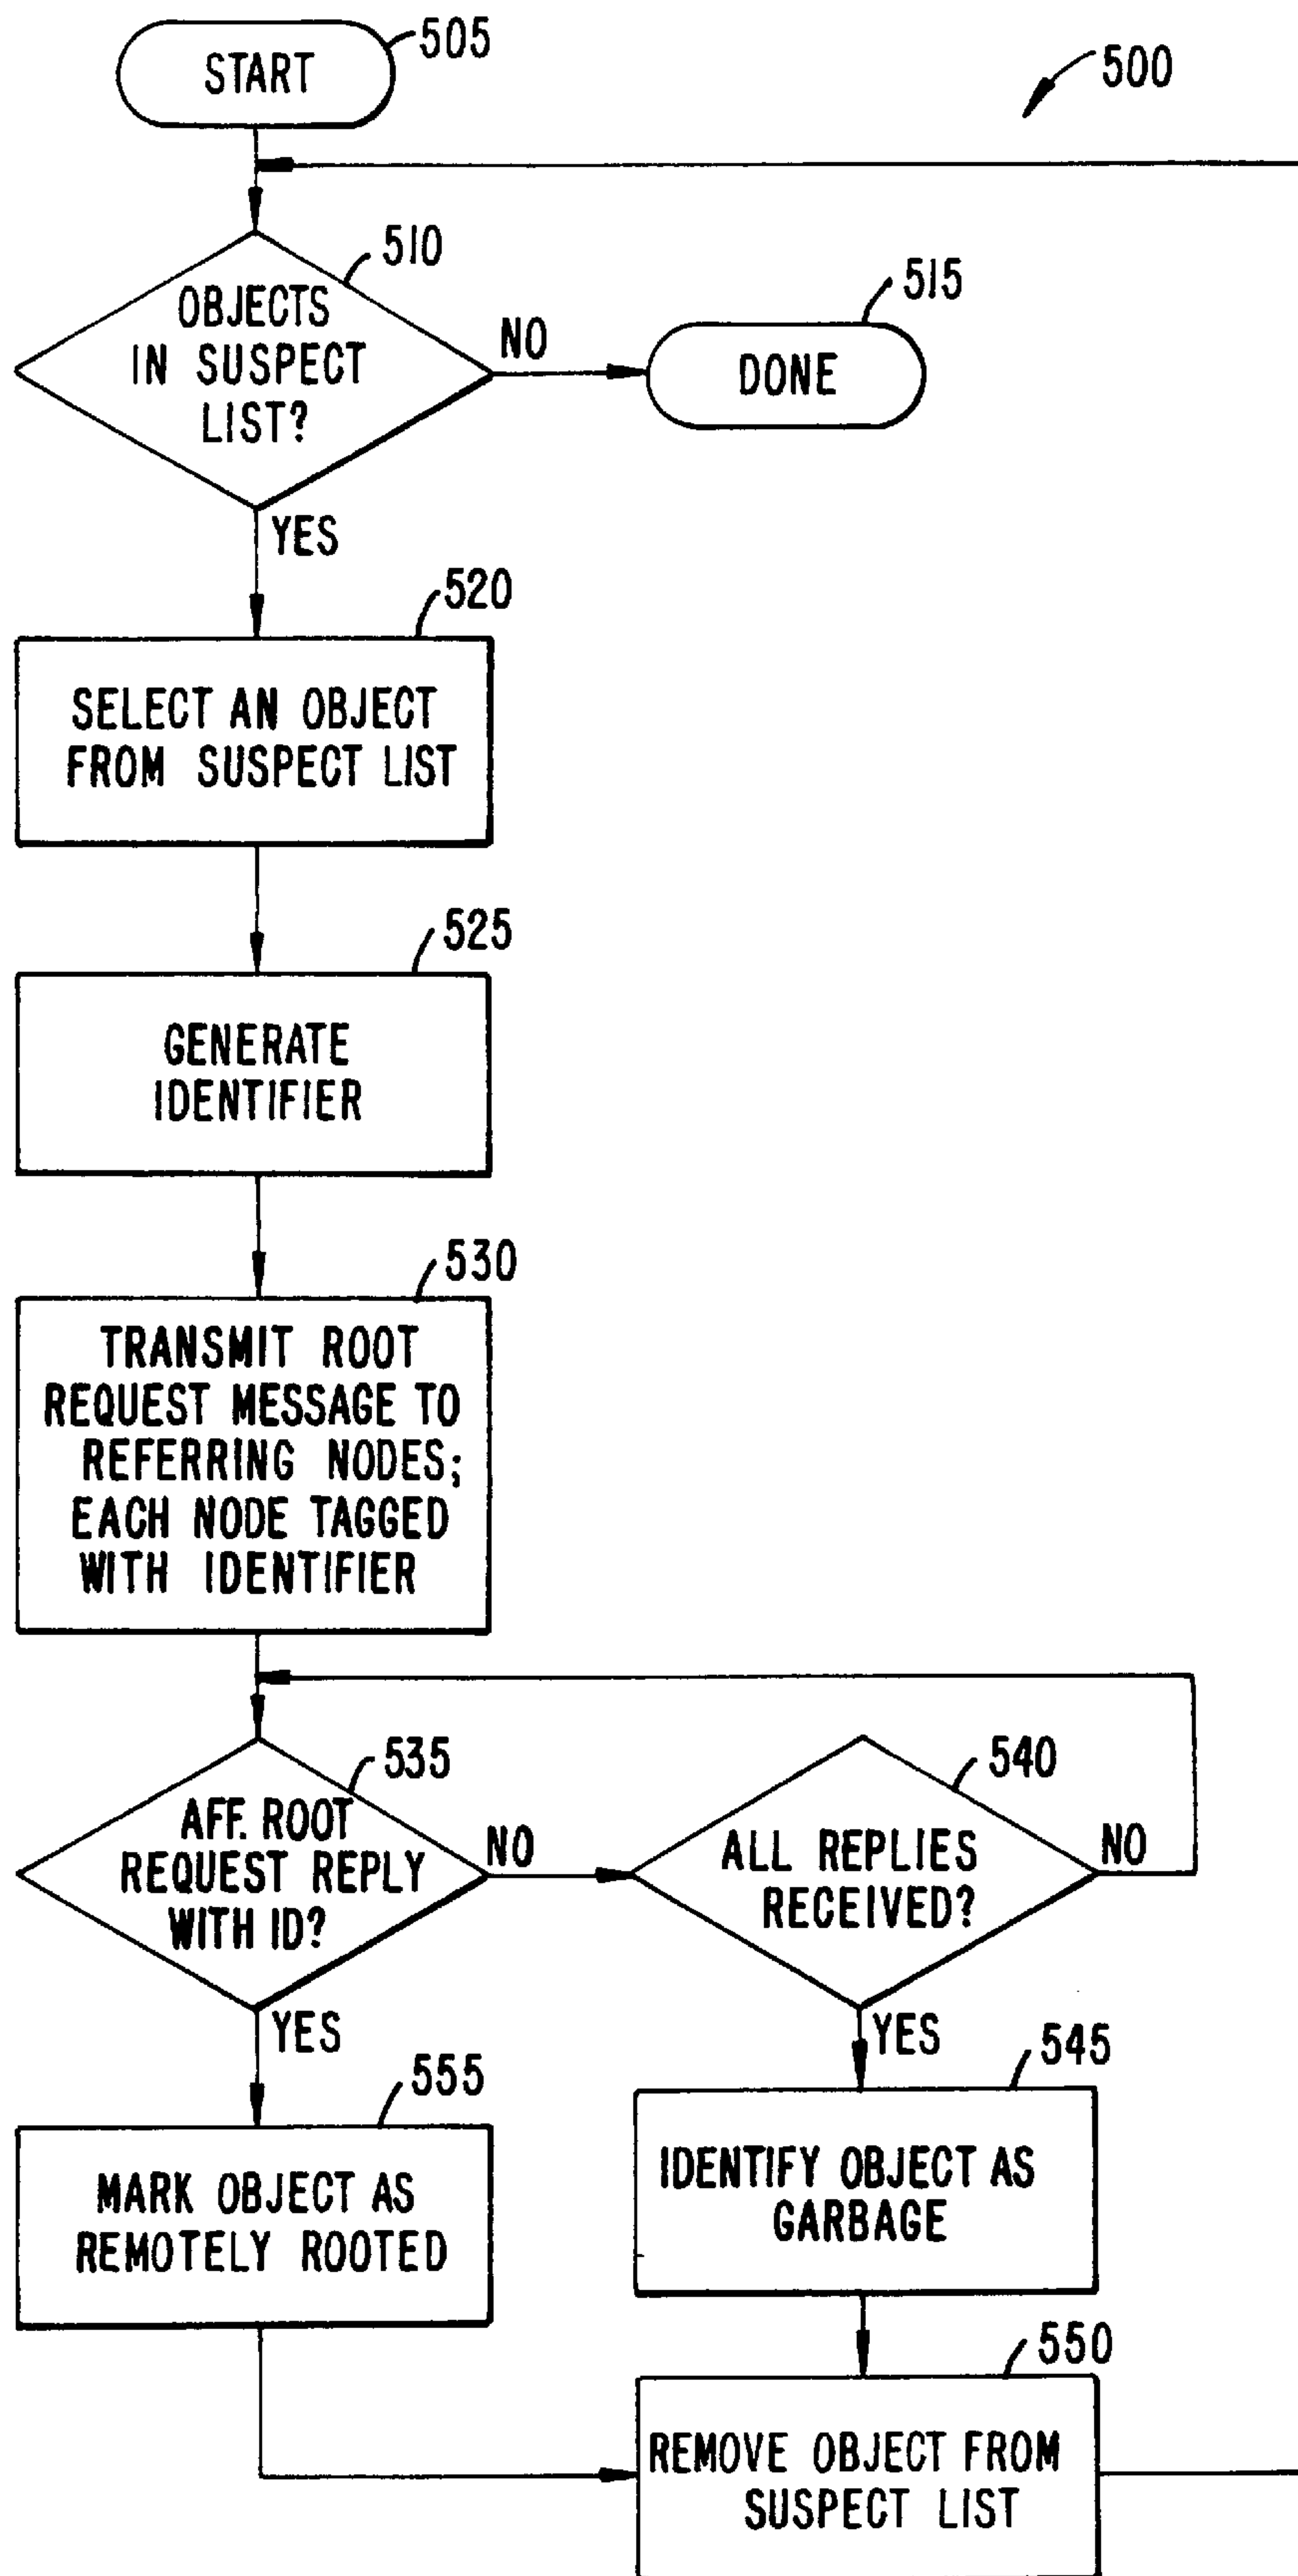 505
START
500
510
OBJECTS
IN SUSPECT
LIST?
NO
515
DONE
YES
520
SELECT AN OBJECT
FROM SUSPECT LIST
525
GENERATE
IDENTIFIER
530
TRANSMIT ROOT
REQUEST MESSAGE TO
REFERRING NODES;
EACH NODE TAGGED
WITH IDENTIFIER
535
AFF. ROOT
REQUEST REPLY
WITH ID?
NO
540
ALL REPLIES
RECEIVED?
NO
YES
YES
555
MARK OBJECT AS
REMOTELY ROOTED
545
IDENTIFY OBJECT AS
GARBAGE
550
REMOVE OBJECT FROM
SUSPECT LIST